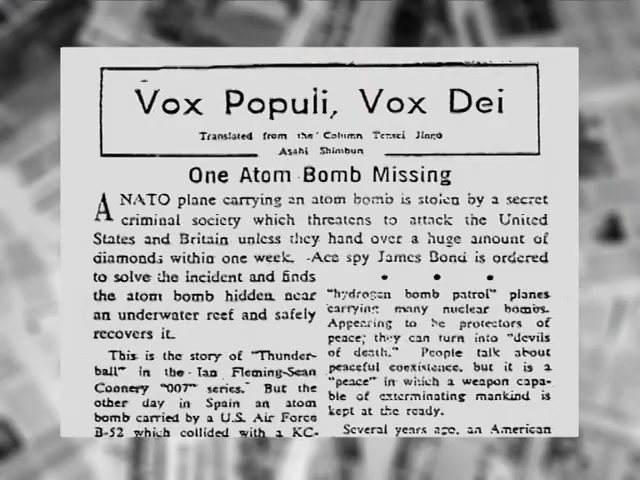 Vox Populi, Vox Dei
Translated from the Column Tensei Jingo
Asahi Shimbun
One Atom Bomb Missing
A NATO plane carrying an atom bomb is stolen by a secret
criminal society which threatens to attack the United
States and Britain unless they hand over a huge amount of
diamonds within one week. Ace spy James Bond is ordered
to solve the incident and finds
the atom bomb hidden near
an underwater reef and safely
recovers it.
This is the story of "Thunder-
ball" in the Ian Fleming-Sean
Connery "007" series. But the
other day in Spain an atom
bomb carried by a U.S. Air Force
B-52 which collided with a KC-
• • •
"hydrogen bomb patrol" planes
carrying many nuclear bombs.
Appearing to be protectors of
peace, they can turn into "devils
of death." People talk about
peaceful coexistence, but it is a
"peace" in which a weapon capa-
ble of exterminating mankind is
kept at the ready.
Several years ago, an American